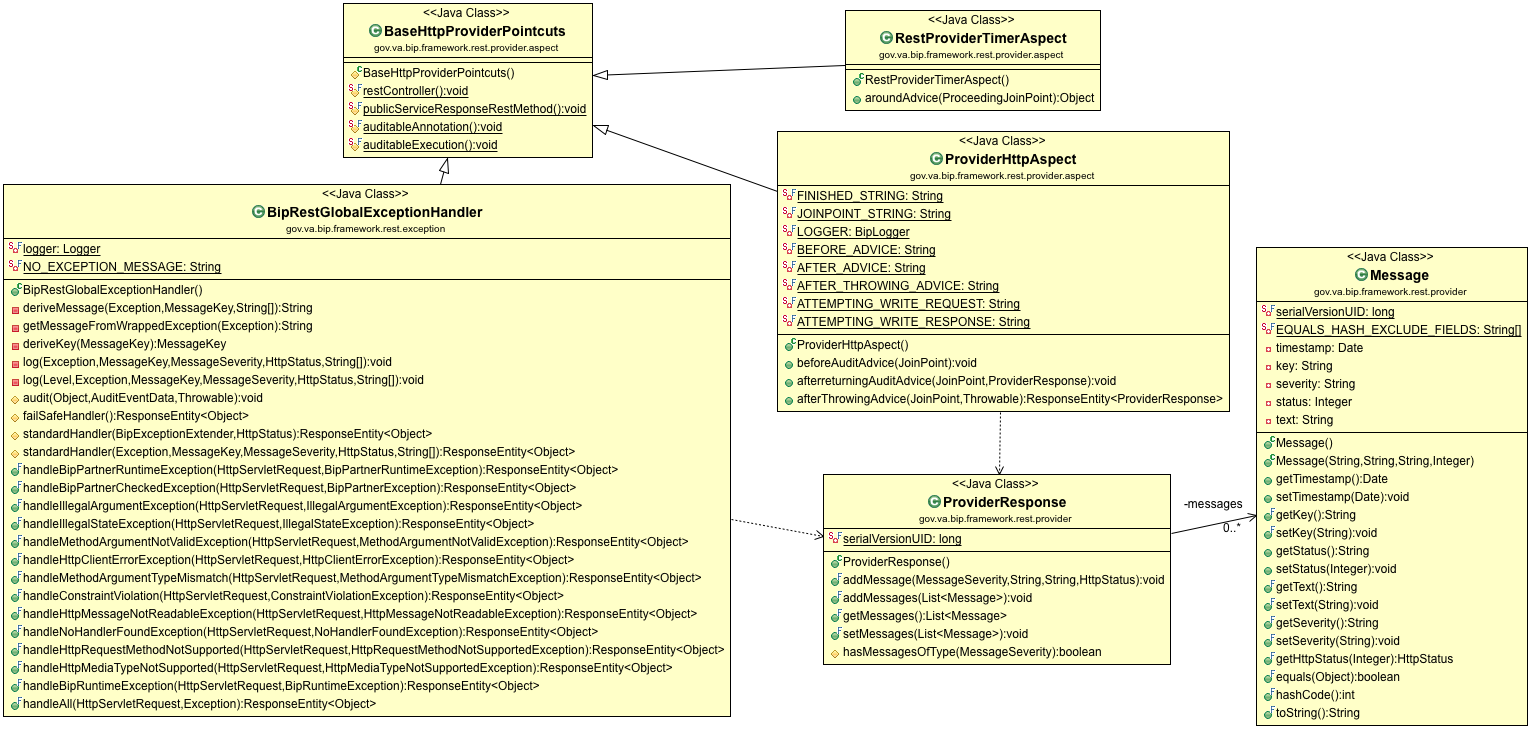 <<Java Class>>
BaseHttpProviderPointcuts
gov.va.bip.framework.rest.provider.aspect
BaseHttpProviderPointcuts()
restController():void
publicServiceResponseRestMethod():void
auditableAnnotation():void
auditableExecution():void
<<Java Class>>
RestProviderTimerAspect
gov.va.bip.framework.rest.provider.aspect
RestProviderTimerAspect()
aroundAdvice(ProceedingJoinPoint):Object
<<Java Class>>
ProviderHttpAspect
gov.va.bip.framework.rest.provider.aspect
FINISHED_STRING: String
JOINPOINT_STRING: String
LOGGER: BipLogger
BEFORE_ADVICE: String
AFTER_ADVICE: String
AFTER_THROWING_ADVICE: String
ATTEMPTING_WRITE_REQUEST: String
ATTEMPTING_WRITE_RESPONSE: String
ProviderHttpAspect()
beforeAuditAdvice(JoinPoint):void
afterreturningAuditAdvice(JoinPoint,ProviderResponse):void
afterThrowingAdvice(JoinPoint,Throwable):ResponseEntity<ProviderResponse>
<<Java Class>>
BipRestGlobalExceptionHandler
gov.va.bip.framework.rest.exception
logger: Logger
NO_EXCEPTION_MESSAGE: String
BipRestGlobalExceptionHandler()
deriveMessage(Exception,MessageKey,String[]):String
getMessageFromWrappedException(Exception):String
deriveKey(MessageKey):MessageKey
log(Exception,MessageKey,MessageSeverity,HttpStatus,String[]):void
log(Level,Exception,MessageKey,MessageSeverity,HttpStatus,String[]):void
audit(Object,AuditEventData,Throwable):void
failSafeHandler():ResponseEntity<Object>
standardHandler(BipExceptionExtender,HttpStatus):ResponseEntity<Object>
standardHandler(Exception,MessageKey,MessageSeverity,HttpStatus,String[]):ResponseEntity<Object>
handleBipPartnerRuntimeException(HttpServletRequest,BipPartnerRuntimeException):ResponseEntity<Object>
handleBipPartnerCheckedException(HttpServletRequest,BipPartnerException):ResponseEntity<Object>
handleIllegalArgumentException(HttpServletRequest,IllegalArgumentException):ResponseEntity<Object>
handleIllegalStateException(HttpServletRequest,IllegalStateException):ResponseEntity<Object>
handleMethodArgumentNotValidException(HttpServletRequest,MethodArgumentNotValidException):ResponseEntity<Object>
handleHttpClientErrorException(HttpServletRequest,HttpClientErrorException):ResponseEntity<Object>
handleMethodArgumentTypeMismatch(HttpServletRequest,MethodArgumentTypeMismatchException):ResponseEntity<Object>
handleConstraintViolation(HttpServletRequest,ConstraintViolationException):ResponseEntity<Object>
handleHttpMessageNotReadableException(HttpServletRequest,HttpMessageNotReadableException):ResponseEntity<Object>
handleNoHandlerFoundException(HttpServletRequest,NoHandlerFoundException):ResponseEntity<Object>
handleHttpRequestMethodNotSupported(HttpServletRequest,HttpRequestMethodNotSupportedException):ResponseEntity<Object>
handleHttpMediaTypeNotSupported(HttpServletRequest,HttpMediaTypeNotSupportedException):ResponseEntity<Object>
handleBipRuntimeException(HttpServletRequest,BipRuntimeException):ResponseEntity<Object>
handleAll(HttpServletRequest,Exception):ResponseEntity<Object>
<<Java Class>>
ProviderResponse
gov.va.bip.framework.rest.provider
serialVersionUID: long
ProviderResponse()
addMessage(MessageSeverity,String,String,HttpStatus):void
addMessages(List<Message>):void
getMessages():List<Message>
setMessages(List<Message>):void
hasMessagesOfType(MessageSeverity):boolean
-messages
0..*
<<Java Class>>
Message
gov.va.bip.framework.rest.provider
serialVersionUID: long
EQUALS_HASH_EXCLUDE_FIELDS: String[]
timestamp: Date
key: String
severity: String
status: Integer
text: String
Message()
Message(String,String,String,Integer)
getTimestamp():Date
setTimestamp(Date):void
getKey():String
setKey(String):void
getStatus():String
setStatus(Integer):void
getText():String
setText(String):void
getSeverity():String
setSeverity(String):void
getHttpStatus(Integer):HttpStatus
equals(Object):boolean
hashCode():int
toString():String